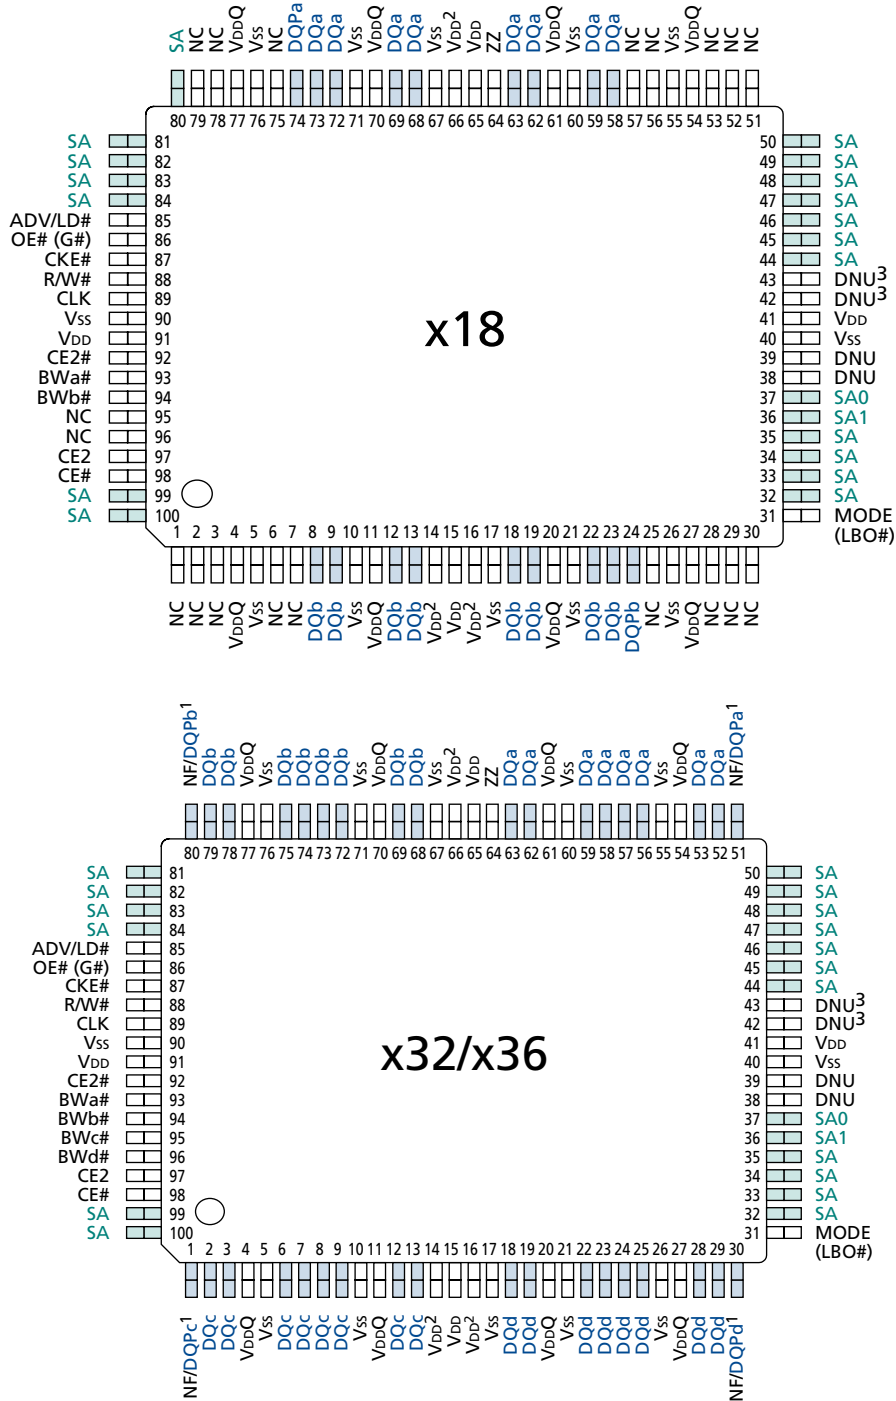 SA NC NC VDDQ Vss NC DQPa DQa DQa Vss VDDQ DQa DQa Vss VDD² VDD ZZ DQa DQa VDDQ Vss DQa DQa NC NC Vss VDDQ NC NC NC
80 79 78 77 76 75 74 73 72 71 70 69 68 67 66 65 64 63 62 61 60 59 58 57 56 55 54 53 52 51
SA 81 50 SA
SA 82 49 SA
SA 83 48 SA
SA 84 47 SA
ADV/LD# 85 46 SA
OE# (G#) 86 45 SA
CKE# 87 44 SA
R/W# 88 43 DNU³
CLK 89 42 DNU³
Vss 90 41 VDD
x18
VDD 91 40 Vss
CE2# 92 39 DNU
BWa# 93 38 DNU
BWb# 94 37 SA0
NC 95 36 SA1
NC 96 35 SA
CE2 97 34 SA
CE# 98 33 SA
SA 99 32 SA
SA 100 31 MODE
(LBO#)
1 2 3 4 5 6 7 8 9 10 11 12 13 14 15 16 17 18 19 20 21 22 23 24 25 26 27 28 29 30
NC NC NC VDDQ Vss NC NC DQb DQb Vss VDDQ DQb DQb VDD² VDD VDD² Vss DQb DQb VDDQ Vss DQb DQb DQPb NC Vss VDDQ NC NC NC
NF/DQPb¹ DQb DQb VDDQ Vss DQb DQb DQb DQb Vss VDDQ DQb DQb Vss VDD² VDD ZZ DQa DQa VDDQ Vss DQa DQa DQa DQa Vss VDDQ DQa DQa NF/DQPa¹
80 79 78 77 76 75 74 73 72 71 70 69 68 67 66 65 64 63 62 61 60 59 58 57 56 55 54 53 52 51
SA 81 50 SA
SA 82 49 SA
SA 83 48 SA
SA 84 47 SA
ADV/LD# 85 46 SA
OE# (G#) 86 45 SA
CKE# 87 44 SA
R/W# 88 43 DNU³
CLK 89 42 DNU³
Vss 90 41 VDD
x32/x36
VDD 91 40 Vss
CE2# 92 39 DNU
BWa# 93 38 DNU
BWb# 94 37 SA0
BWc# 95 36 SA1
BWd# 96 35 SA
CE2 97 34 SA
CE# 98 33 SA
SA 99 32 SA
SA 100 31 MODE
(LBO#)
1 2 3 4 5 6 7 8 9 10 11 12 13 14 15 16 17 18 19 20 21 22 23 24 25 26 27 28 29 30
NF/DQPc¹ DQc DQc VDDQ Vss DQc DQc DQc DQc Vss VDDQ DQc DQc VDD² VDD VDD² Vss DQd DQd VDDQ Vss DQd DQd DQd DQd Vss VDDQ DQd DQd NF/DQPd¹